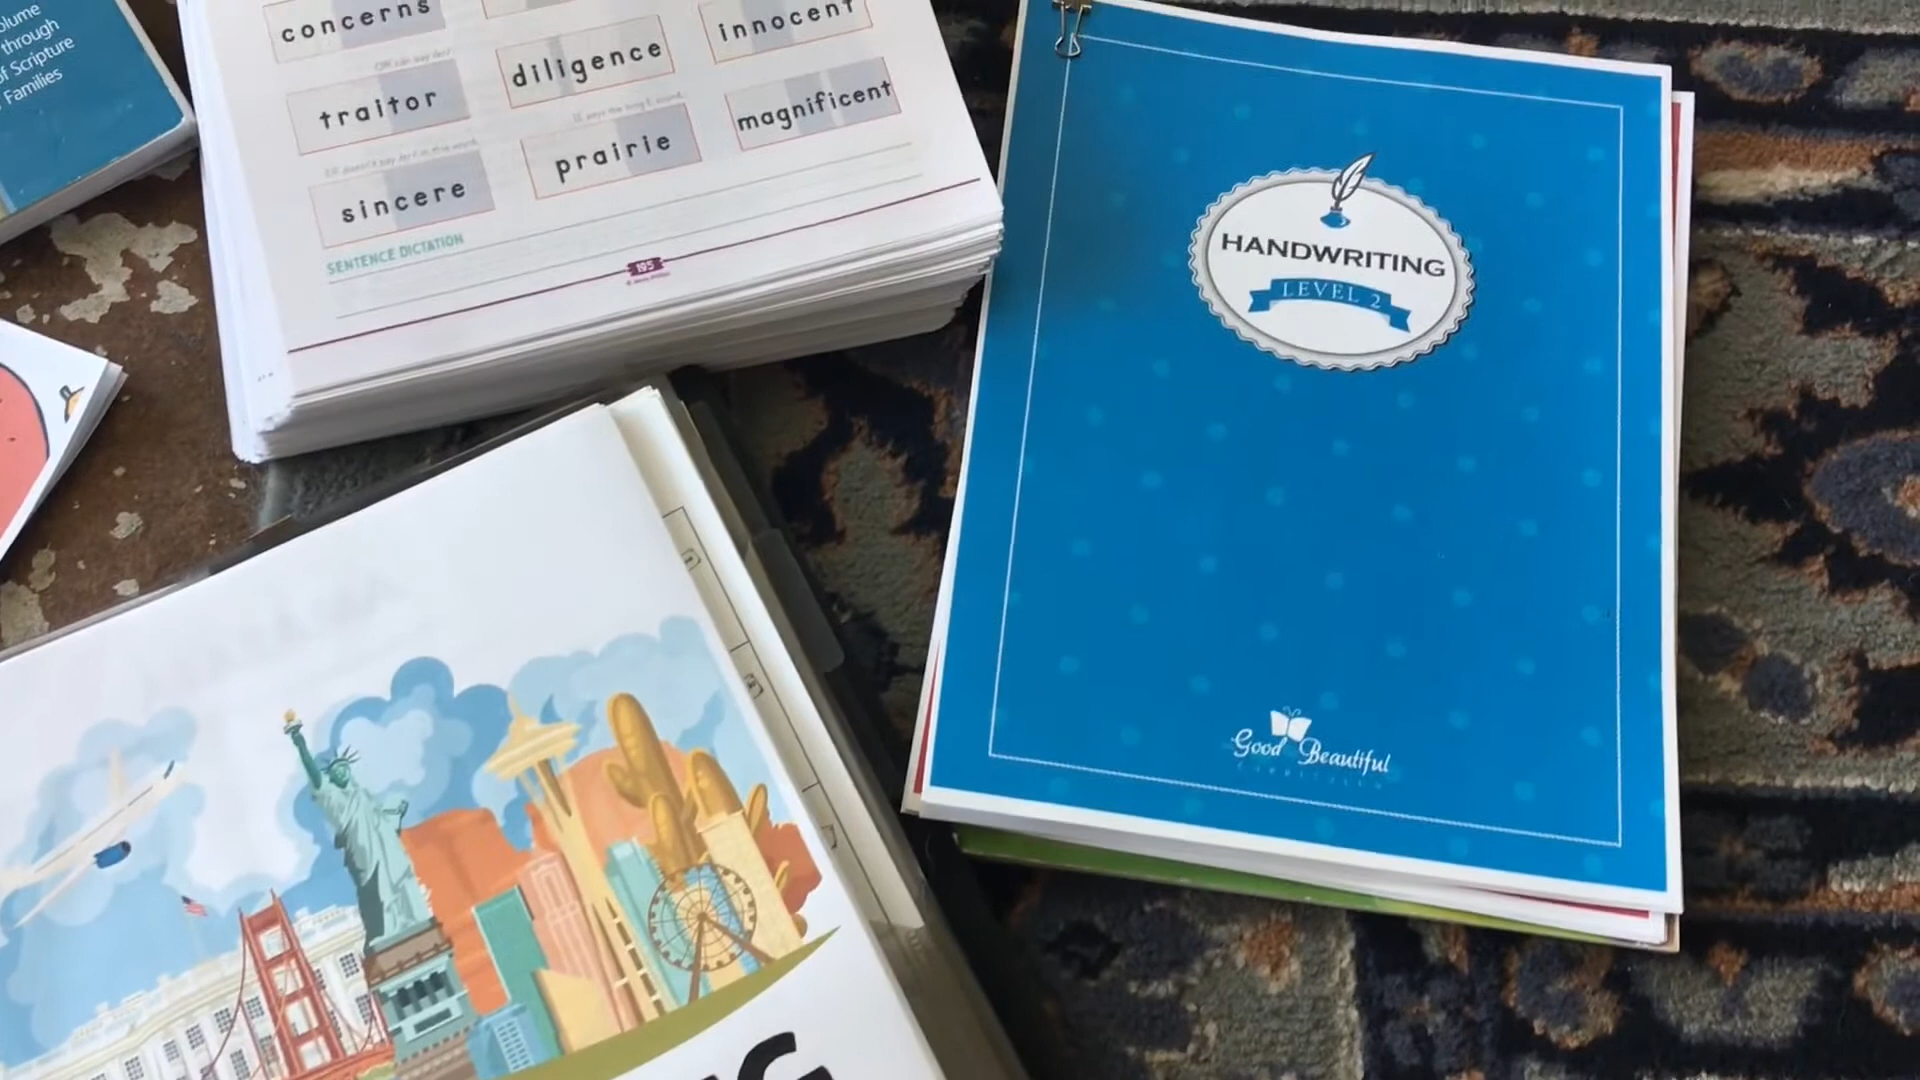 olume
through
of Scripture
Families
concerns
traitor
sincere
diligence
prairie
innocent
magnificent
SENTENCE DICTATION
195
HANDWRITING
LEVEL 2
Good Beautiful